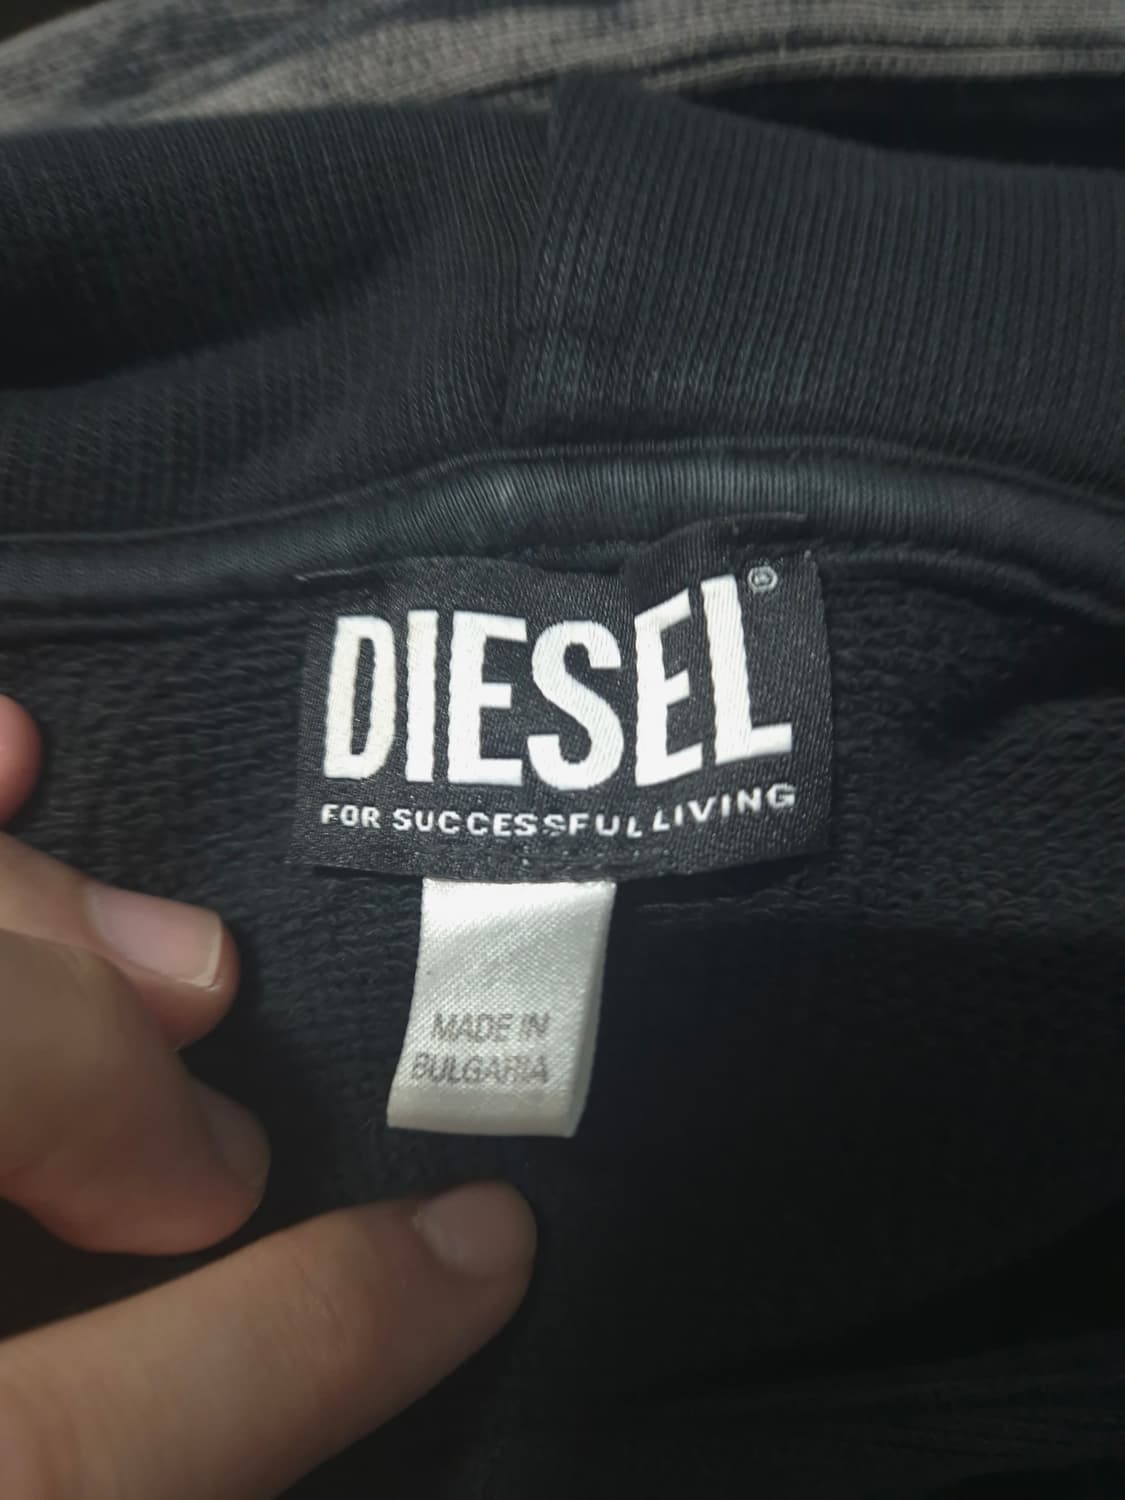 DIESEL®
FOR SUCCESSFUL LIVING
MADE IN
BULGARIA